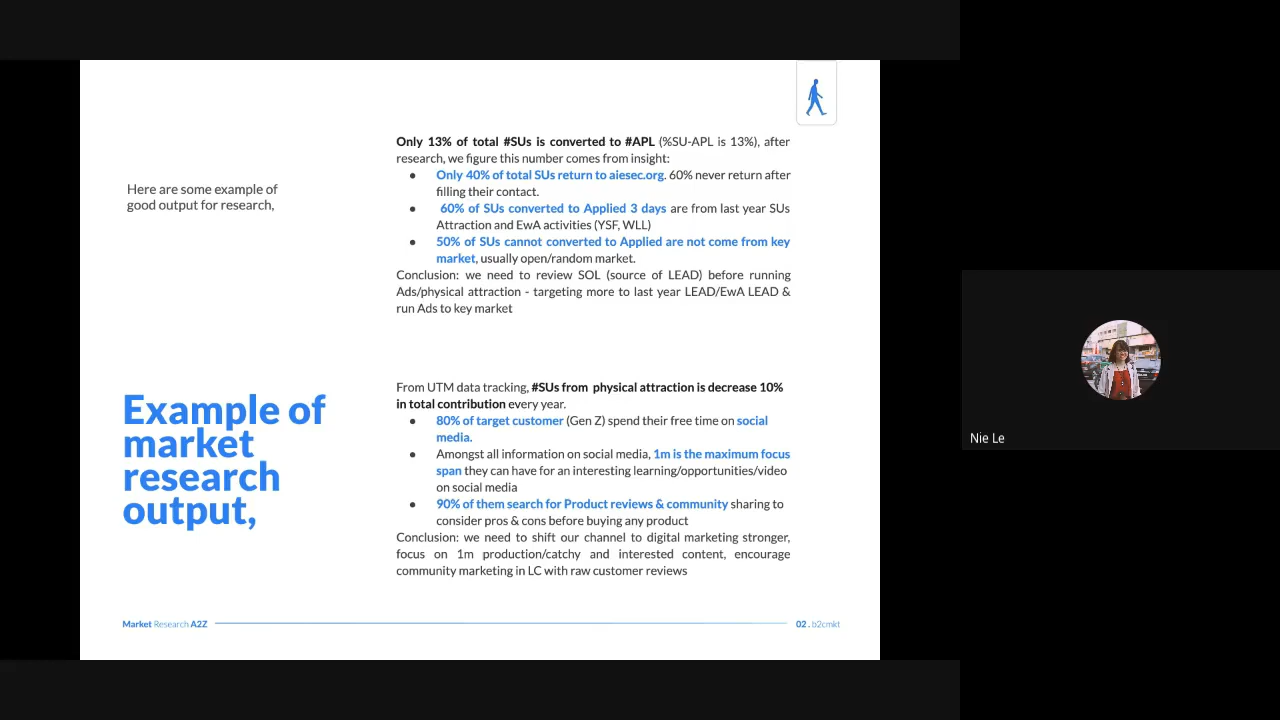 Here are some example of
good output for research,
Example of
market
research
output,
Only 13% of total #SUs is converted to #APL (%SU-APL is 13%), after
research, we figure this number comes from insight:
● Only 40% of total SUs return to aiesec.org. 60% never return after
filling their contact.
● 60% of SUs converted to Applied 3 days are from last year SUs
Attraction and EwA activities (YSF, WLL)
● 50% of SUs cannot converted to Applied are not come from key
market, usually open/random market.
Conclusion: we need to review SOL (source of LEAD) before running
Ads/physical attraction - targeting more to last year LEAD/EwA LEAD &
run Ads to key market
From UTM data tracking, #SUs from physical attraction is decrease 10%
in total contribution every year.
● 80% of target customer (Gen Z) spend their free time on social
media.
● Amongst all information on social media, 1m is the maximum focus
span they can have for an interesting learning/opportunities/video
on social media
● 90% of them search for Product reviews & community sharing to
consider pros & cons before buying any product
Conclusion: we need to shift our channel to digital marketing stronger,
focus on 1m production/catchy and interested content, encourage
community marketing in LC with raw customer reviews
Market Research A2Z
02 . b2cmkt
Nie Le